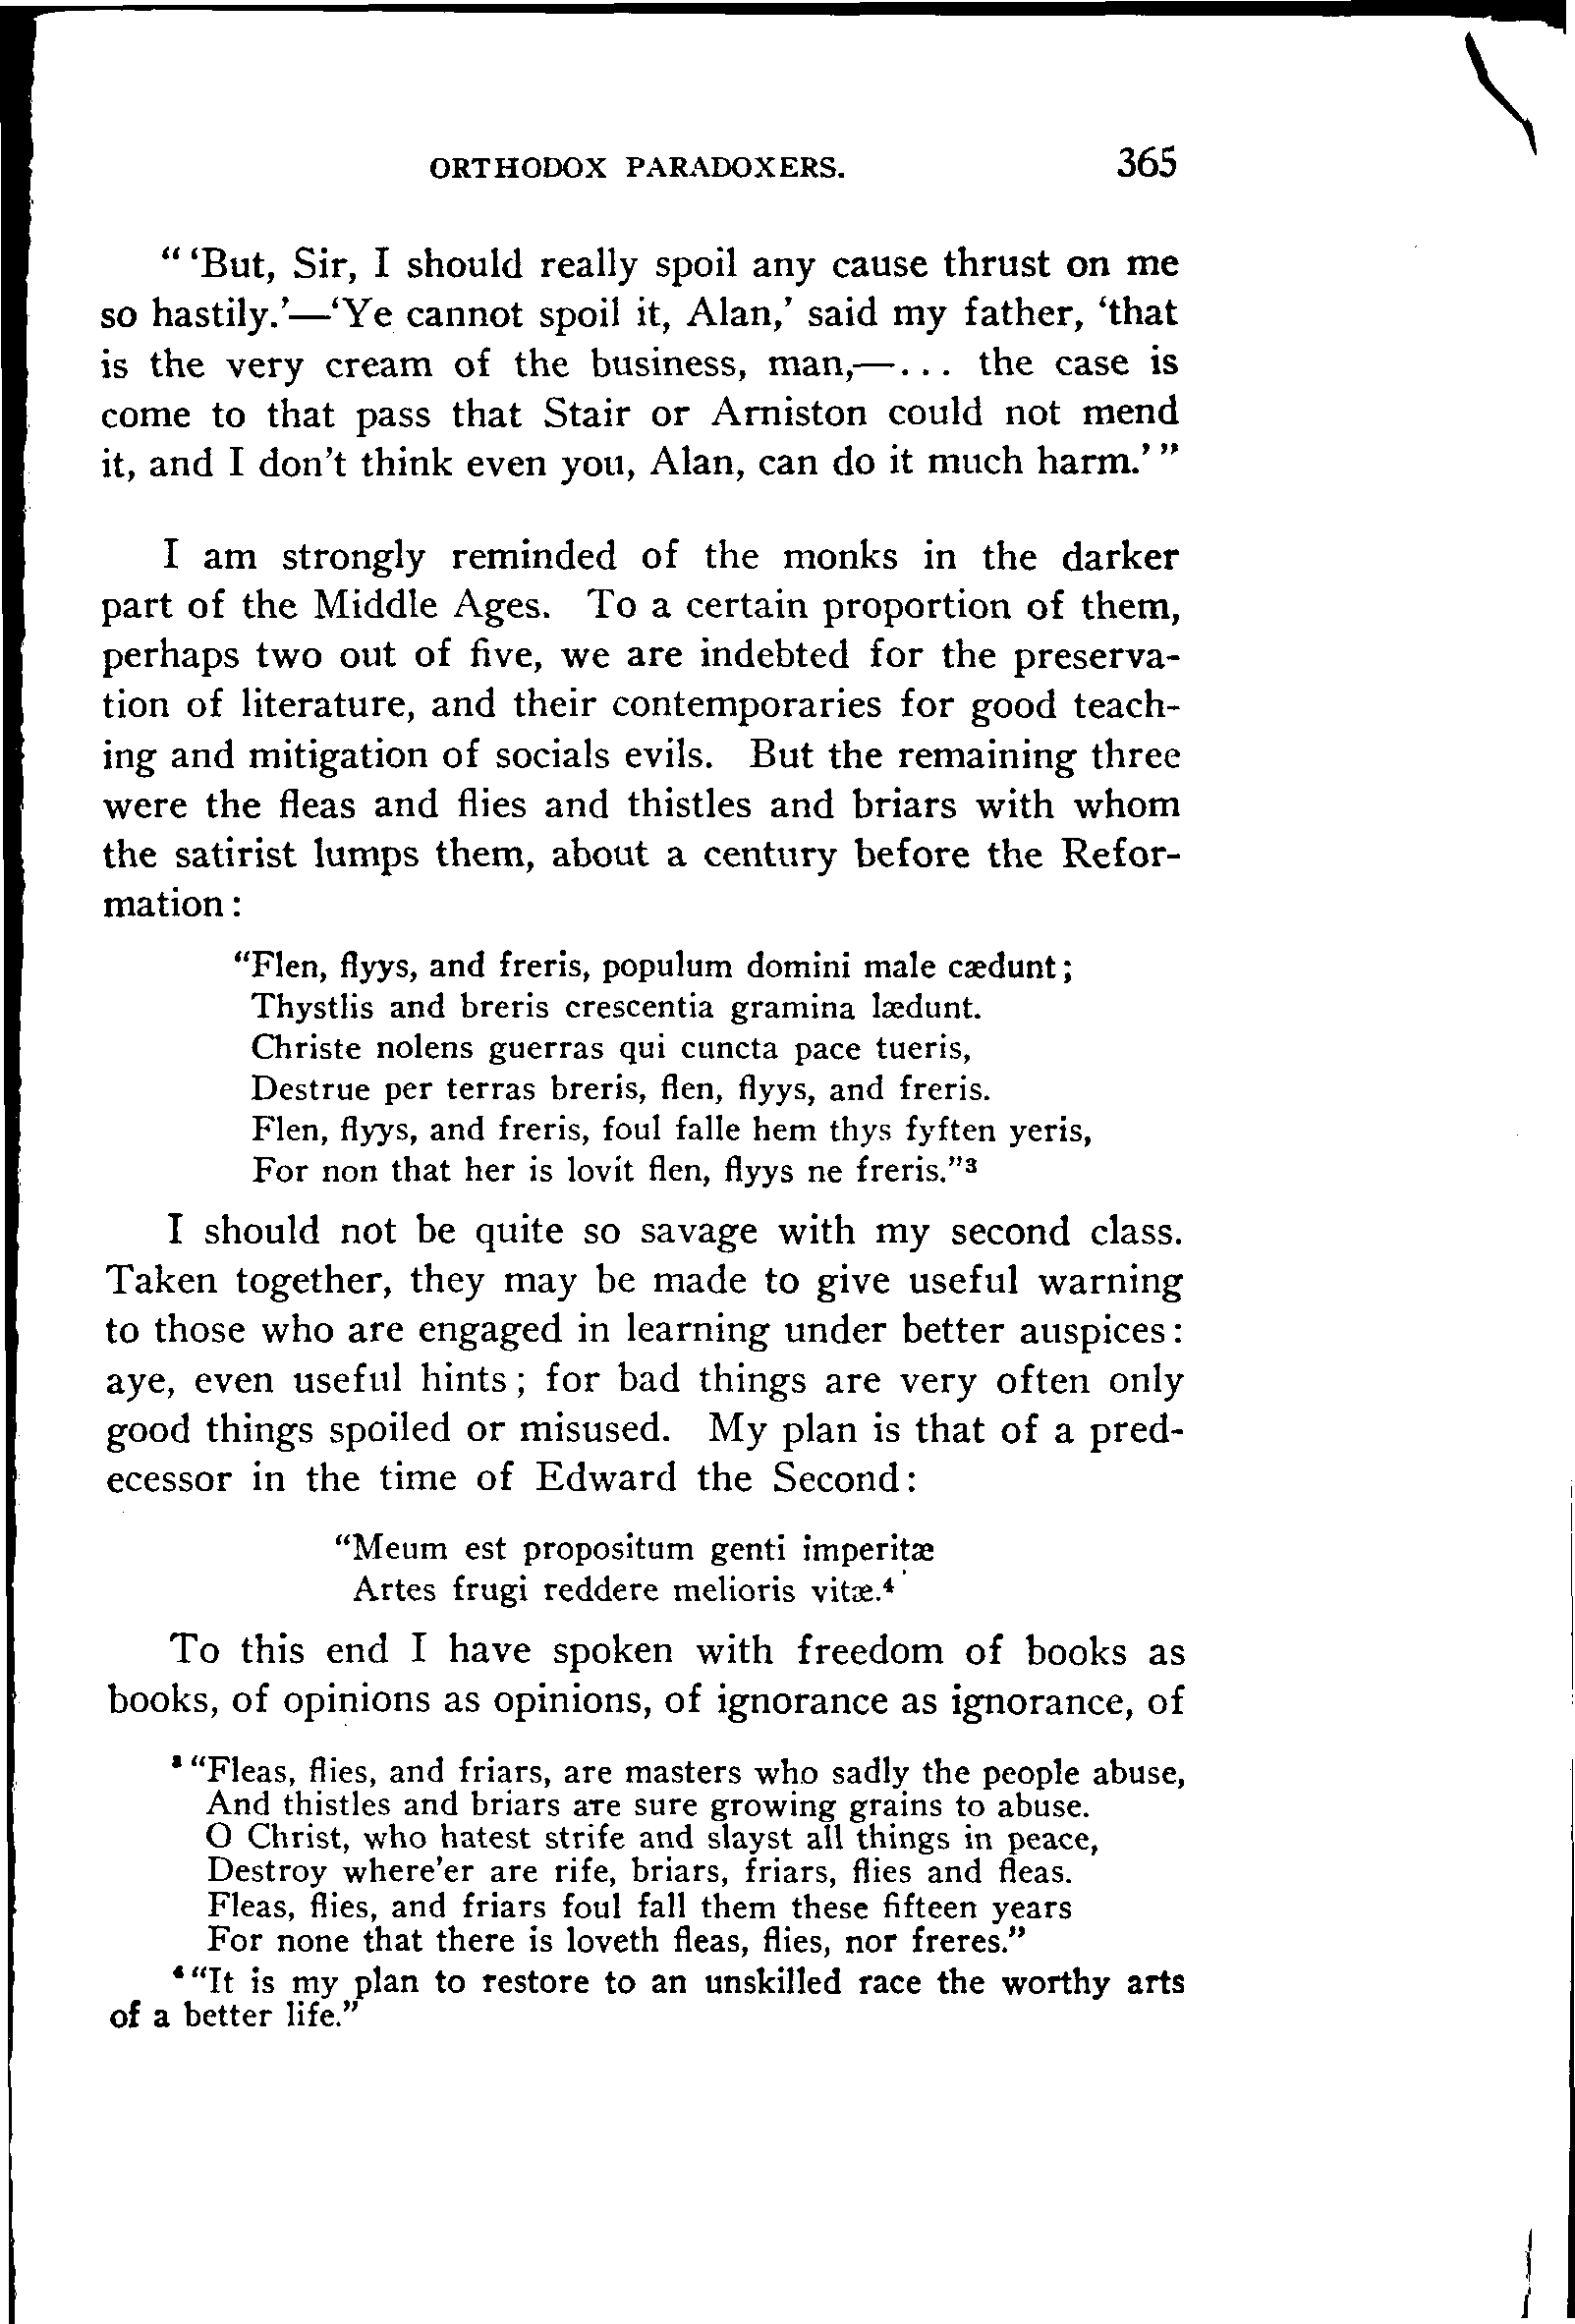 ORTHODOX PARADOXERS. 365
“ ‘But, Sir, I should really spoil any cause thrust on me
so hastily.’—‘Ye cannot spoil it, Alan,’ said my father, ‘that
is the very cream of the business, man,—... the case is
come to that pass that Stair or Arniston could not mend
it, and I don't think even you, Alan, can do it much harm.’ ”
I am strongly reminded of the monks in the darker
part of the Middle Ages. To a certain proportion of them,
perhaps two out of five, we are indebted for the preserva-
tion of literature, and their contemporaries for good teach-
ing and mitigation of socials evils. But the remaining three
were the fleas and flies and thistles and briars with whom
the satirist lumps them, about a century before the Refor-
mation:
“Flen, flyys, and freris, populum domini male cædunt;
Thystlis and breris crescentia gramina lædunt.
Christe nolens guerras qui cuncta pace tueris,
Destrue per terras breris, flen, flyys, and freris.
Flen, flyys, and freris, foul falle hem thys fyften yeris,
For non that her is lovit flen, flyys ne freris.”³
I should not be quite so savage with my second class.
Taken together, they may be made to give useful warning
to those who are engaged in learning under better auspices:
aye, even useful hints; for bad things are very often only
good things spoiled or misused. My plan is that of a pred-
ecessor in the time of Edward the Second:
“Meum est propositum genti imperitæ
Artes frugi reddere melioris vitæ.⁴
To this end I have spoken with freedom of books as
books, of opinions as opinions, of ignorance as ignorance, of
³ “Fleas, flies, and friars, are masters who sadly the people abuse,
And thistles and briars are sure growing grains to abuse.
O Christ, who hatest strife and slayst all things in peace,
Destroy where'er are rife, briars, friars, flies and fleas.
Fleas, flies, and friars foul fall them these fifteen years
For none that there is loveth fleas, flies, nor freres.”
⁴ “It is my plan to restore to an unskilled race the worthy arts
of a better life.”